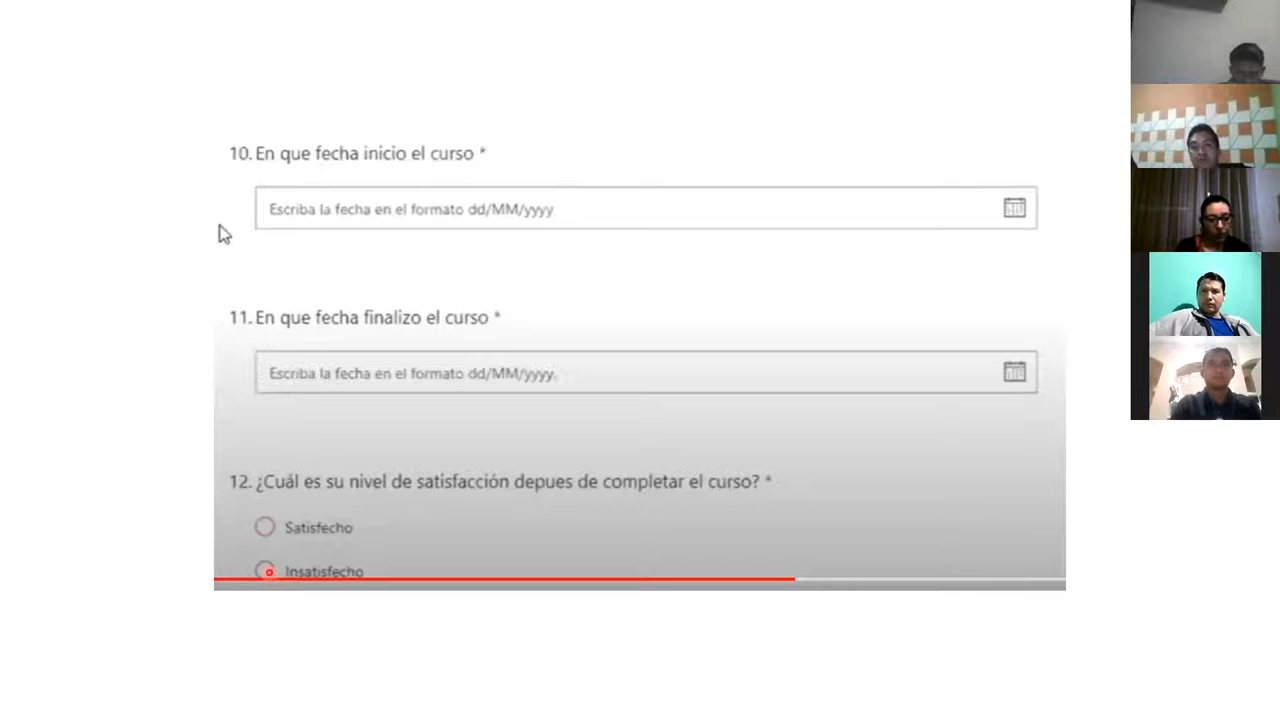 10. En que fecha inicio el curso *
Escriba la fecha en el formato dd/MM/yyyy
11. En que fecha finalizo el curso *
Escriba la fecha en el formato dd/MM/yyyy.
12. ¿Cuál es su nivel de satisfacción depues de completar el curso? *
Satisfecho
Insatisfecho